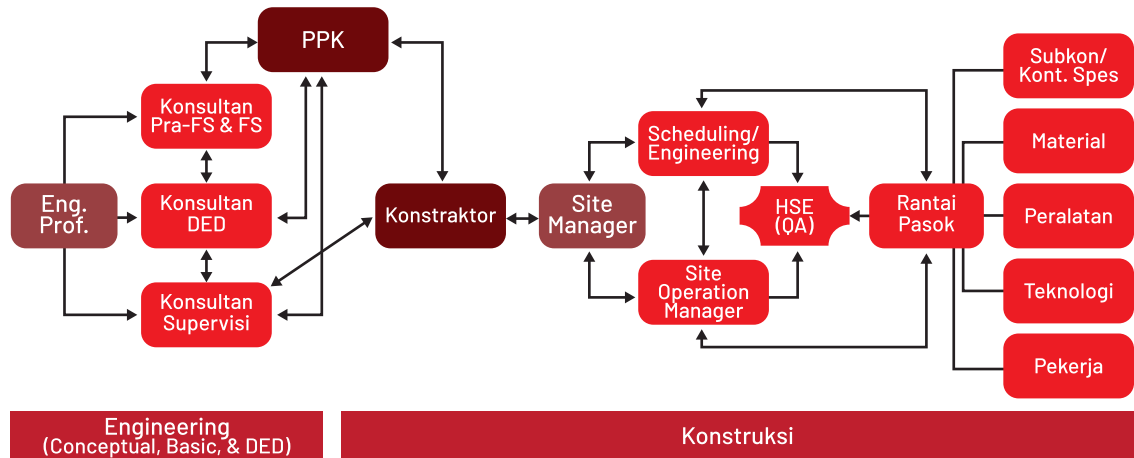 PPK
Konsultan
Pra-FS & FS
Eng.
Prof.
Konsultan
DED
Konsultan
Supervisi
Konstraktor
Site
Manager
Scheduling/
Engineering
HSE
(QA)
Site
Operation
Manager
Rantai
Pasok
Subkon/
Kont. Spes
Material
Peralatan
Teknologi
Pekerja
Engineering
(Conceptual, Basic, & DED)
Konstruksi